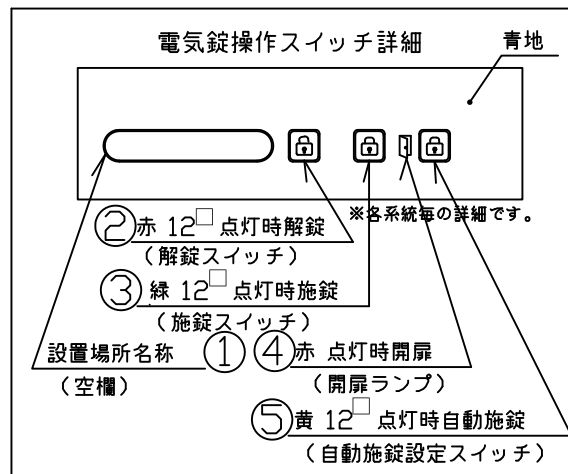 電気錠操作スイッチ詳細
青地
※各系統毎の詳細です。
② 赤 12□ 点灯時解錠
（解錠スイッチ）
③ 緑 12□ 点灯時施錠
（施錠スイッチ）
設置場所名称 ①
（空欄）
④ 赤 点灯時開扉
（開扉ランプ）
⑤ 黄 12□ 点灯時自動施錠
（自動施錠設定スイッチ）